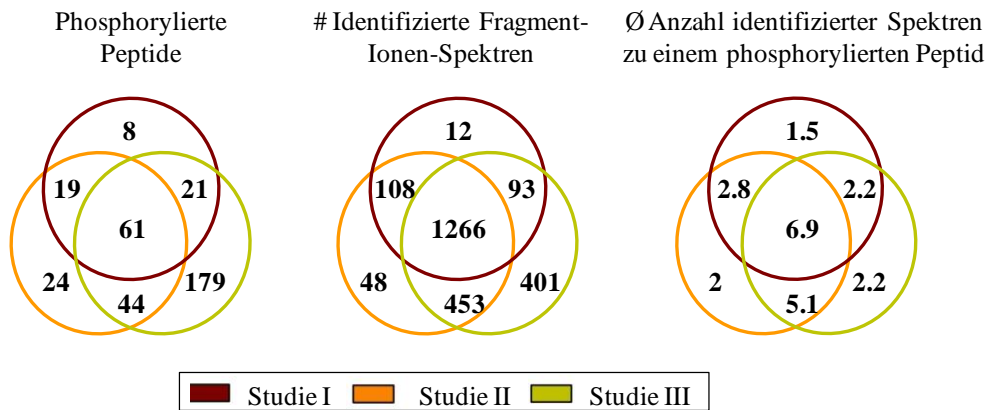 Phosphorylierte
Peptide
# Identifizierte Fragment-
Ionen-Spektren
Ø Anzahl identifizierter Spektren
zu einem phosphorylierten Peptid
8
19
21
61
24
179
44
12
108
93
1266
48
401
453
1.5
2.8
2.2
6.9
2
2.2
5.1
Studie I
Studie II
Studie III